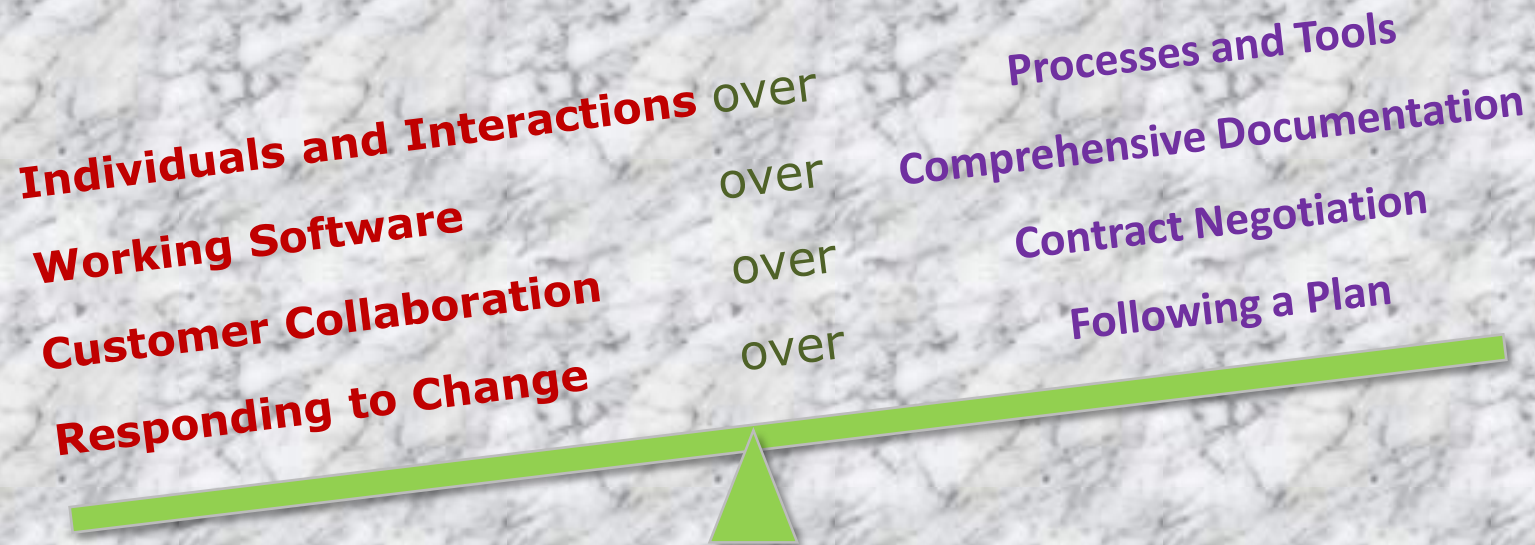 Individuals and Interactions over Processes and Tools
Working Software over Comprehensive Documentation
Customer Collaboration over Contract Negotiation
Responding to Change over Following a Plan